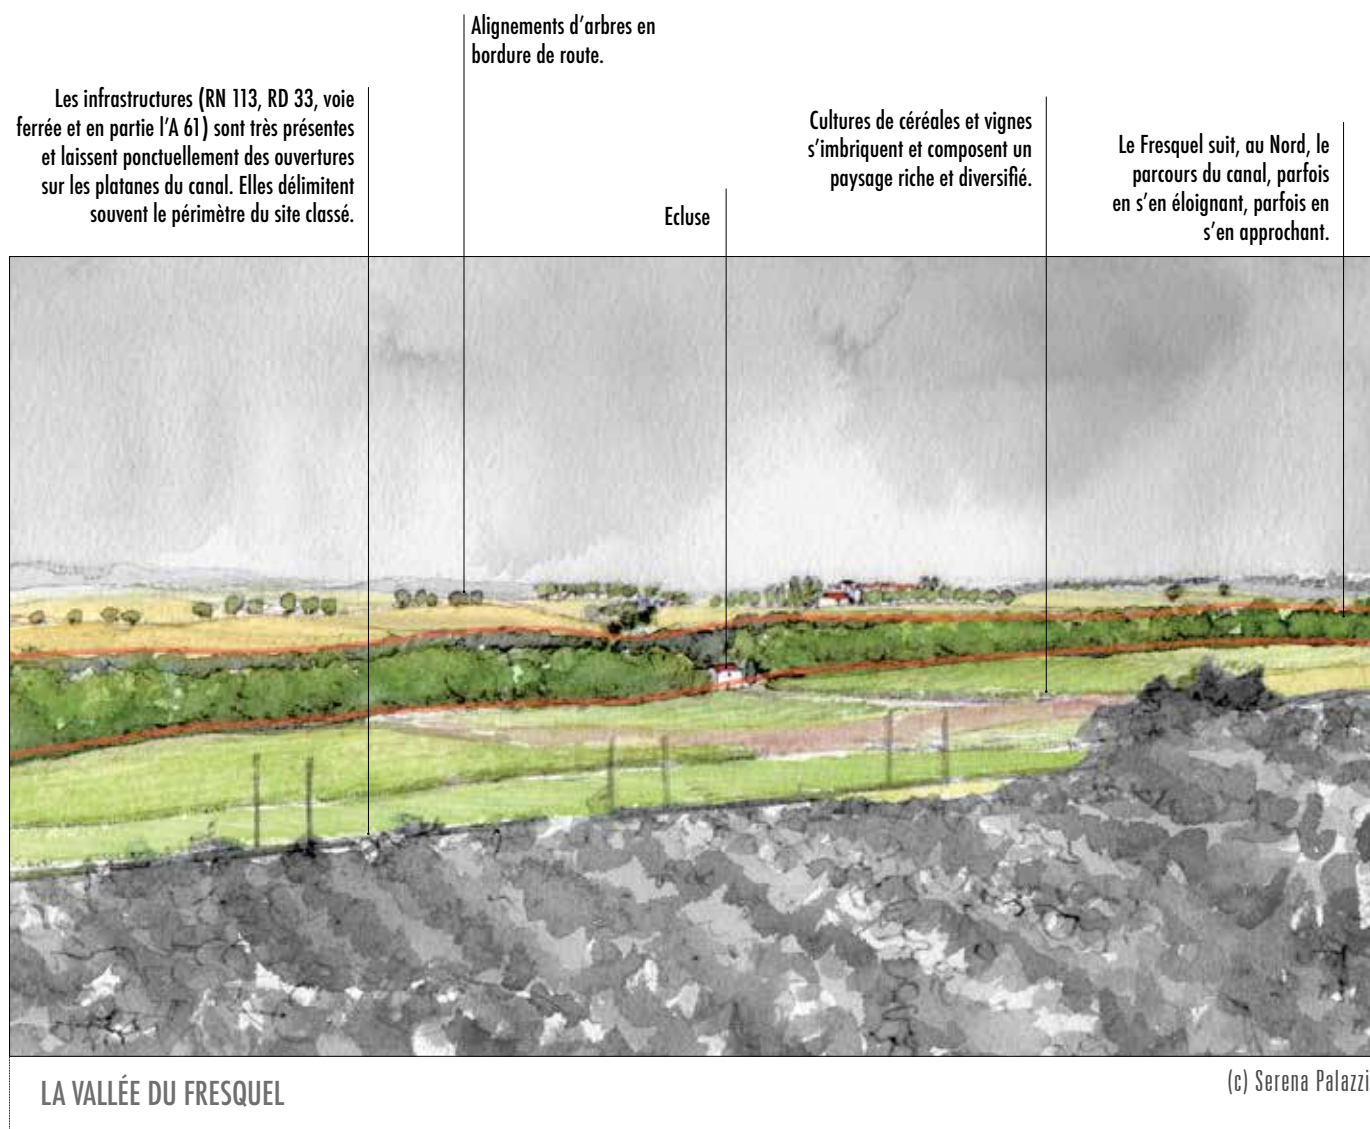 Alignements d’arbres en
bordure de route.
Les infrastructures (RN 113, RD 33, voie
ferrée et en partie l’A 61) sont très présentes
et laissent ponctuellement des ouvertures
sur les platanes du canal. Elles délimitent
souvent le périmètre du site classé.
Ecluse
Cultures de céréales et vignes
s’imbriquent et composent un
paysage riche et diversifié.
Le Fresquel suit, au Nord, le
parcours du canal, parfois
en s’en éloignant, parfois en
s’en approchant.
LA VALLÉE DU FRESQUEL
(c) Serena Palazzi